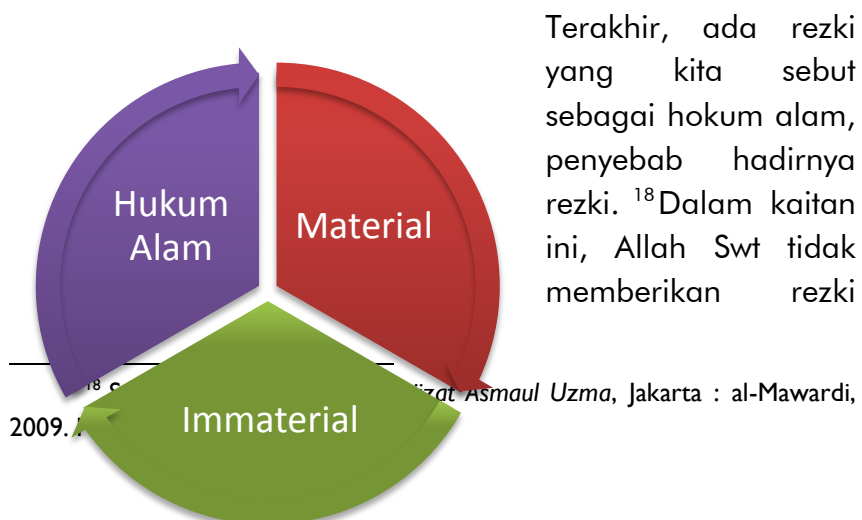 Terakhir, ada rezki
yang kita sebut
sebagai hokum alam,
penyebab hadirnya
rezki. 18Dalam kaitan
ini, Allah Swt tidak
memberikan rezki
Hukum
Alam
Material
Immaterial
18 Asmaul Uzma, Jakarta : al-Mawardi,
2009.